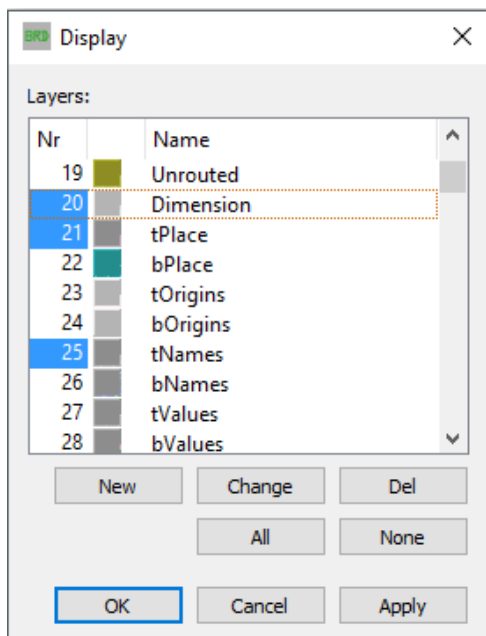 BRD Display
Layers:
Nr Name
19 Unrouted
20 Dimension
21 tPlace
22 bPlace
23 tOrigins
24 bOrigins
25 tNames
26 bNames
27 tValues
28 bValues
New Change Del
All None
OK Cancel Apply